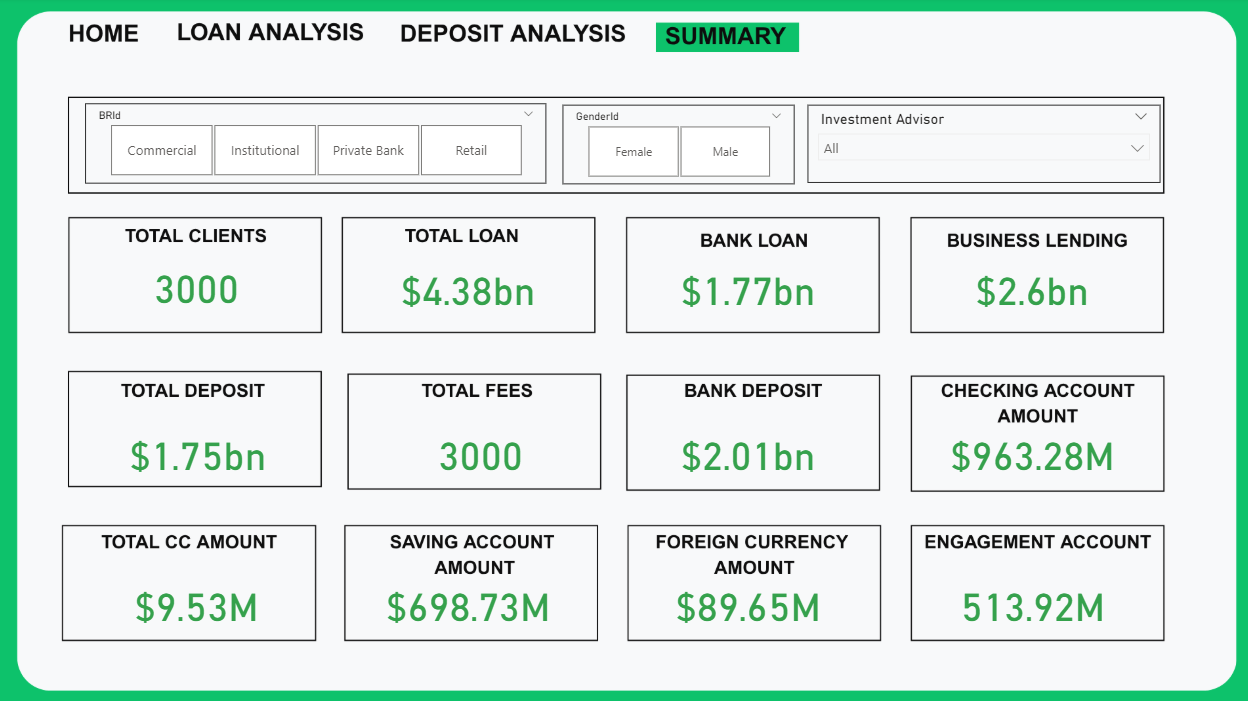 HOME LOAN ANALYSIS DEPOSIT ANALYSIS SUMMARY
BRId
Commercial Institutional Private Bank Retail
GenderId
Female Male
Investment Advisor
All
TOTAL CLIENTS
3000
TOTAL LOAN
$4.38bn
BANK LOAN
$1.77bn
BUSINESS LENDING
$2.6bn
TOTAL DEPOSIT
$1.75bn
TOTAL FEES
3000
BANK DEPOSIT
$2.01bn
CHECKING ACCOUNT
AMOUNT
$963.28M
TOTAL CC AMOUNT
$9.53M
SAVING ACCOUNT
AMOUNT
$698.73M
FOREIGN CURRENCY
AMOUNT
$89.65M
ENGAGEMENT ACCOUNT
513.92M